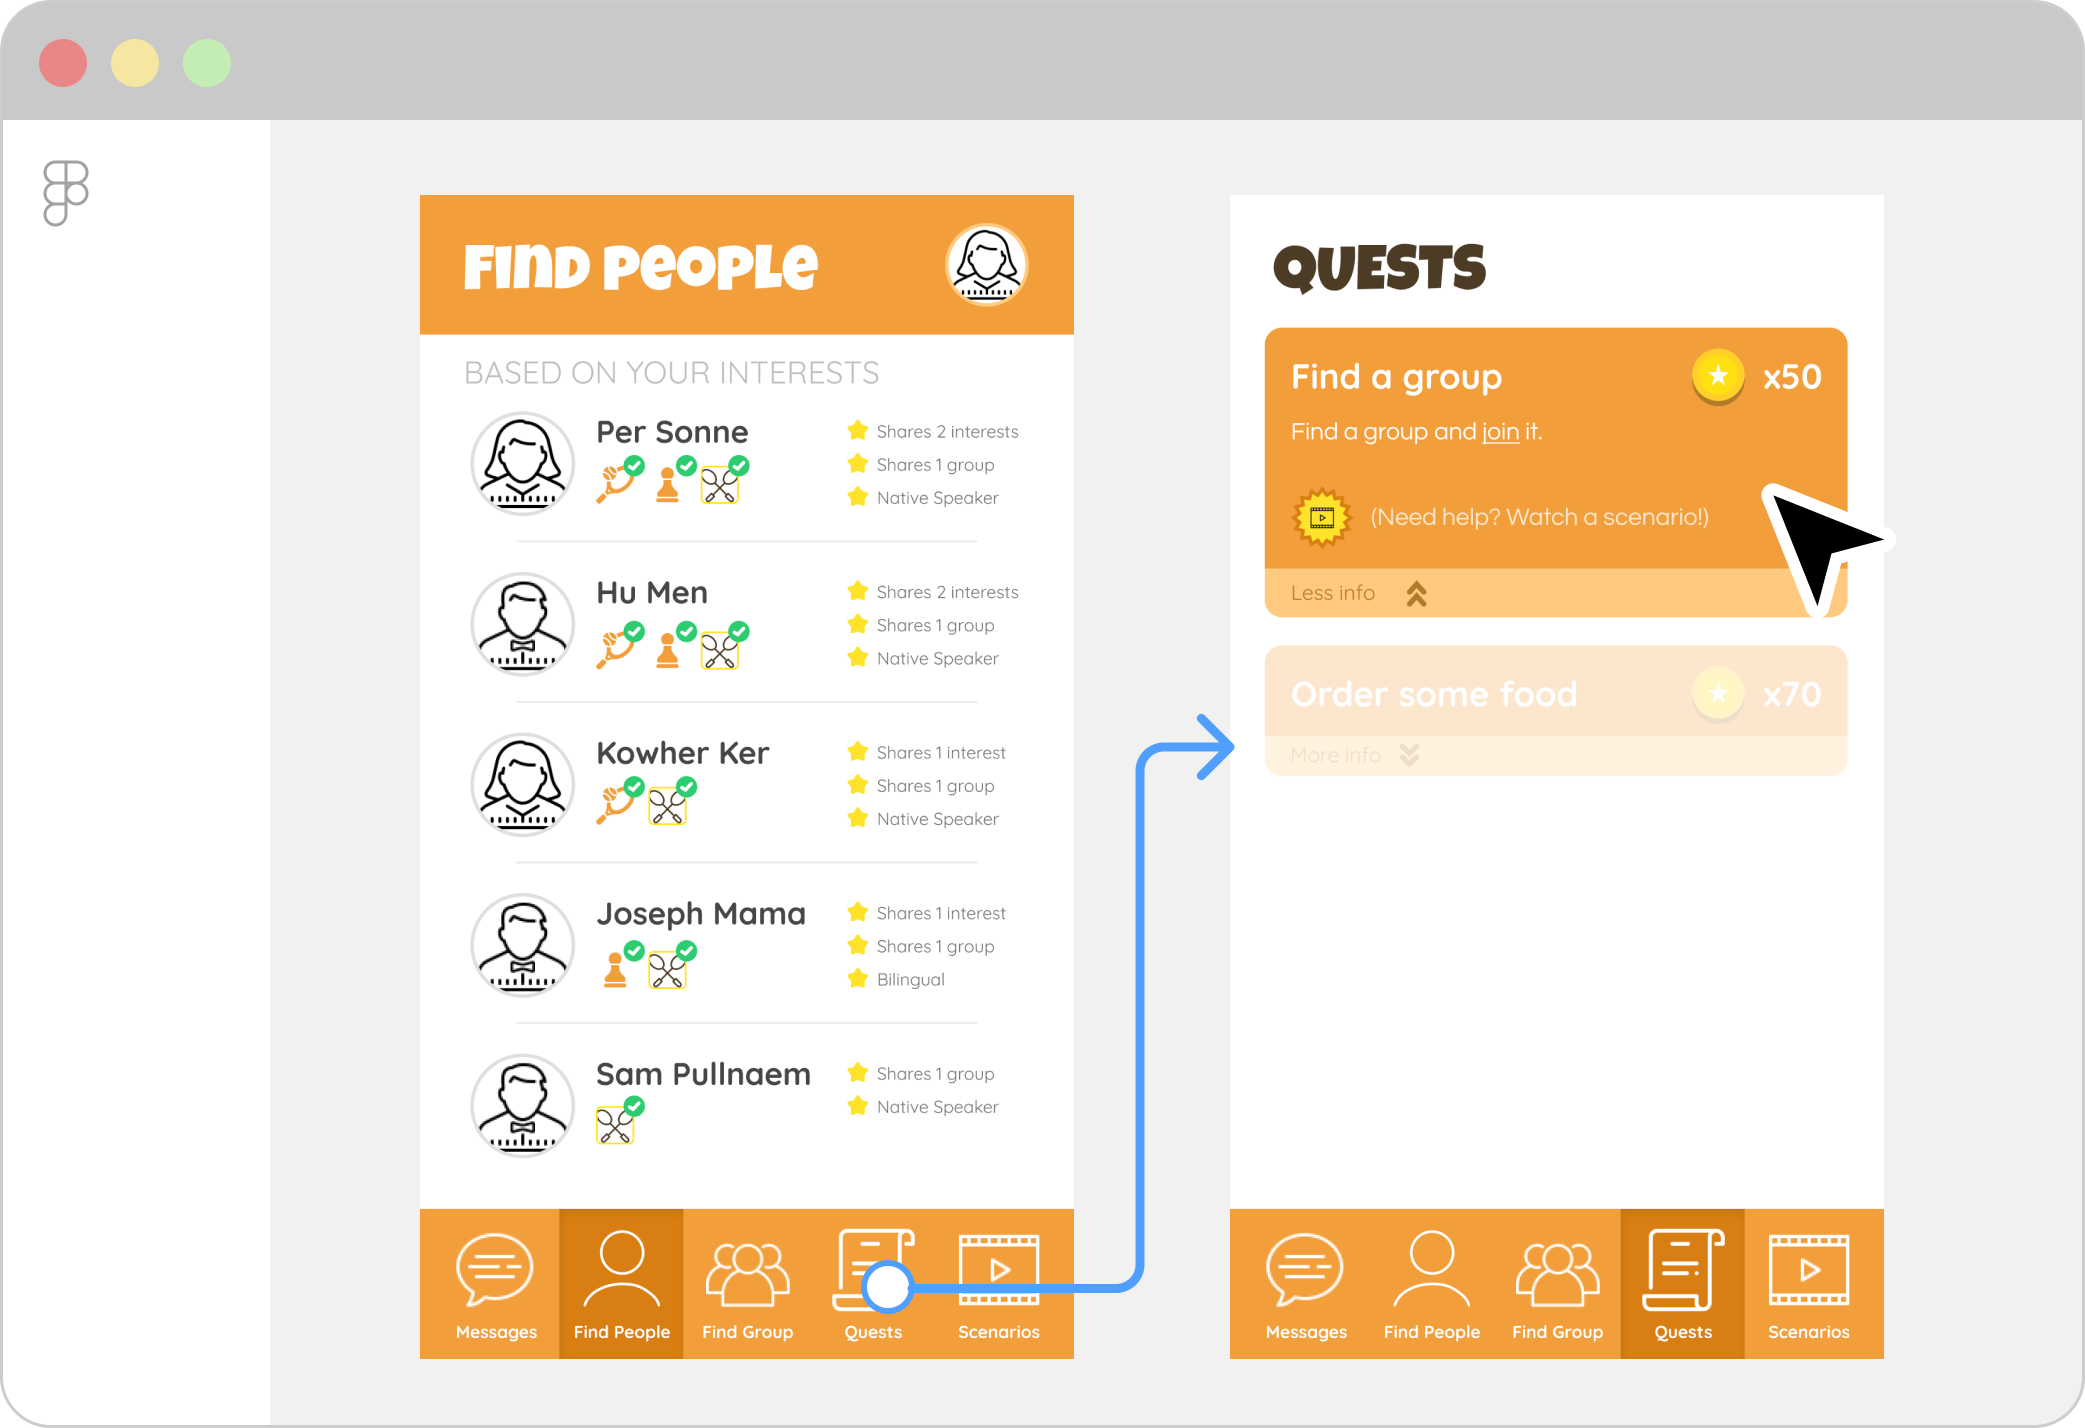 FInD PeOPLe
BASED ON YOUR INTERESTS
Per Sonne
Shares 2 interests
Shares 1 group
Native Speaker
Hu Men
Shares 2 interests
Shares 1 group
Native Speaker
Kowher Ker
Shares 1 interest
Shares 1 group
Native Speaker
Joseph Mama
Shares 1 interest
Shares 1 group
Bilingual
Sam Pullnaem
Shares 1 group
Native Speaker
Messages
Find People
Find Group
Quests
Scenarios
QUESTS
Find a group
x50
Find a group and join it.
(Need help? Watch a scenario!)
Less info
Order some food
x70
More info
Messages
Find People
Find Group
Quests
Scenarios